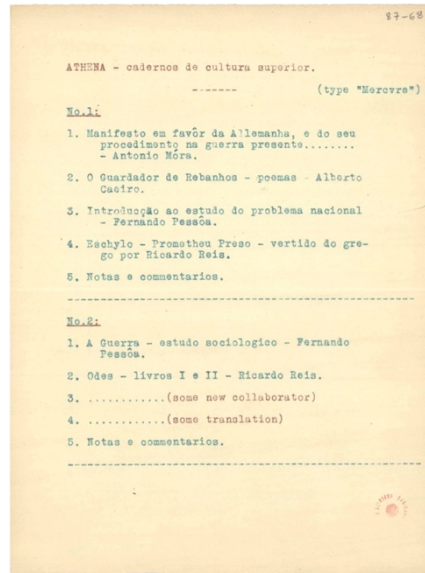 87-68
ATHENA - cadernos de cultura superior.
-------
(type "Mercvre")
No.1:
1. Manifesto em favôr da Allemanha, e do seu
procedimento na guerra presente........
- Antonio Móra.
2. O Guardador de Rebanhos - poemas - Alberto
Caeiro.
3. Introducção ao estudo do problema nacional
- Fernando Pessôa.
4. Eschylo - Prometheu Preso - vertido do gre-
go por Ricardo Reis.
5. Notas e commentarios.
No.2:
1. A Guerra - estudo sociologico - Fernando
Pessôa.
2. Odes - livros I e II - Ricardo Reis.
3. ............(some new collaborator)
4. ............(some translation)
5. Notas e commentarios.